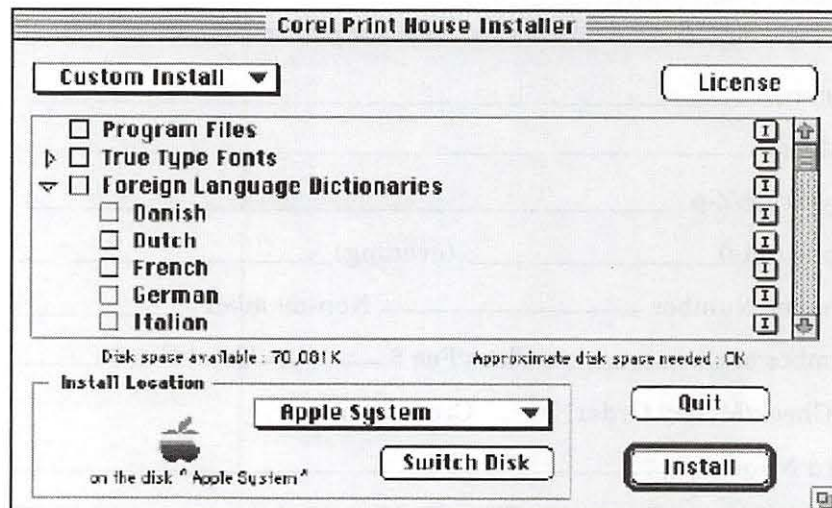 Corel Print House Installer
Custom Install
License
Program Files
True Type Fonts
Foreign Language Dictionaries
Danish
Dutch
French
German
Italian
Disk space available : 70,081K
Approximate disk space needed : 0K
Install Location
Apple System
on the disk "Apple System"
Switch Disk
Quit
Install